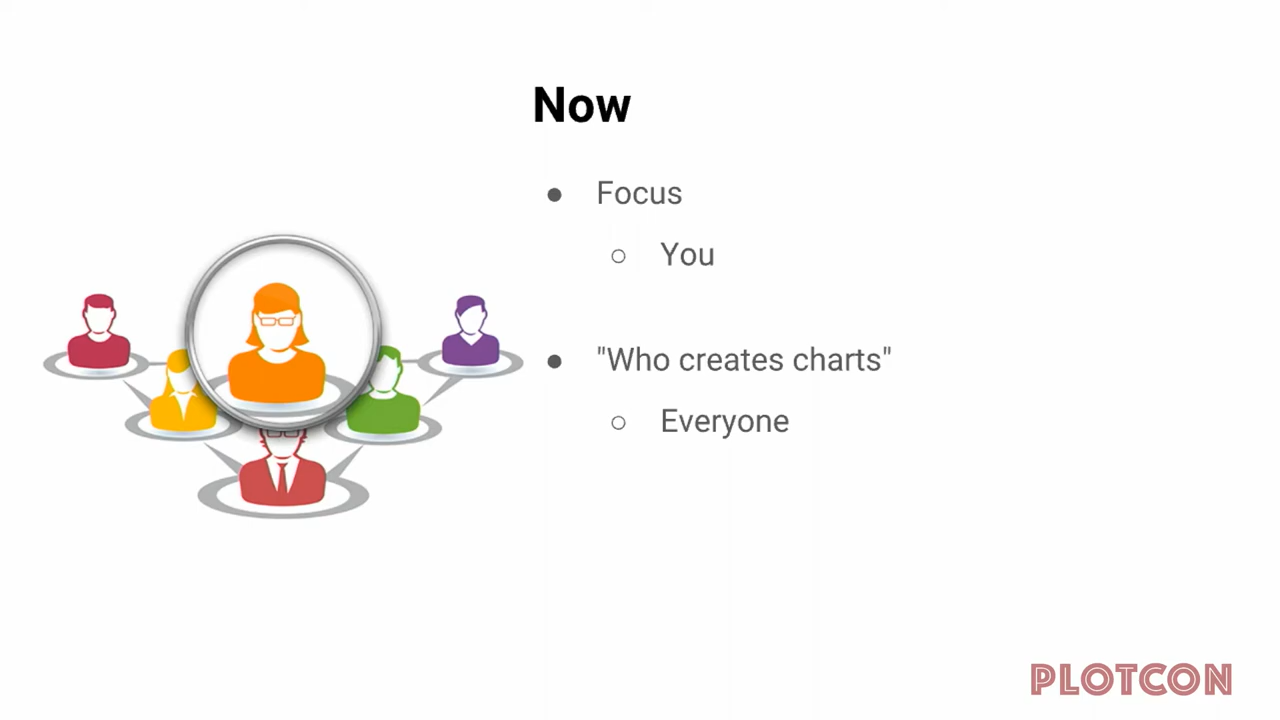 Now
● Focus
○ You
● "Who creates charts"
○ Everyone
PLOTCON